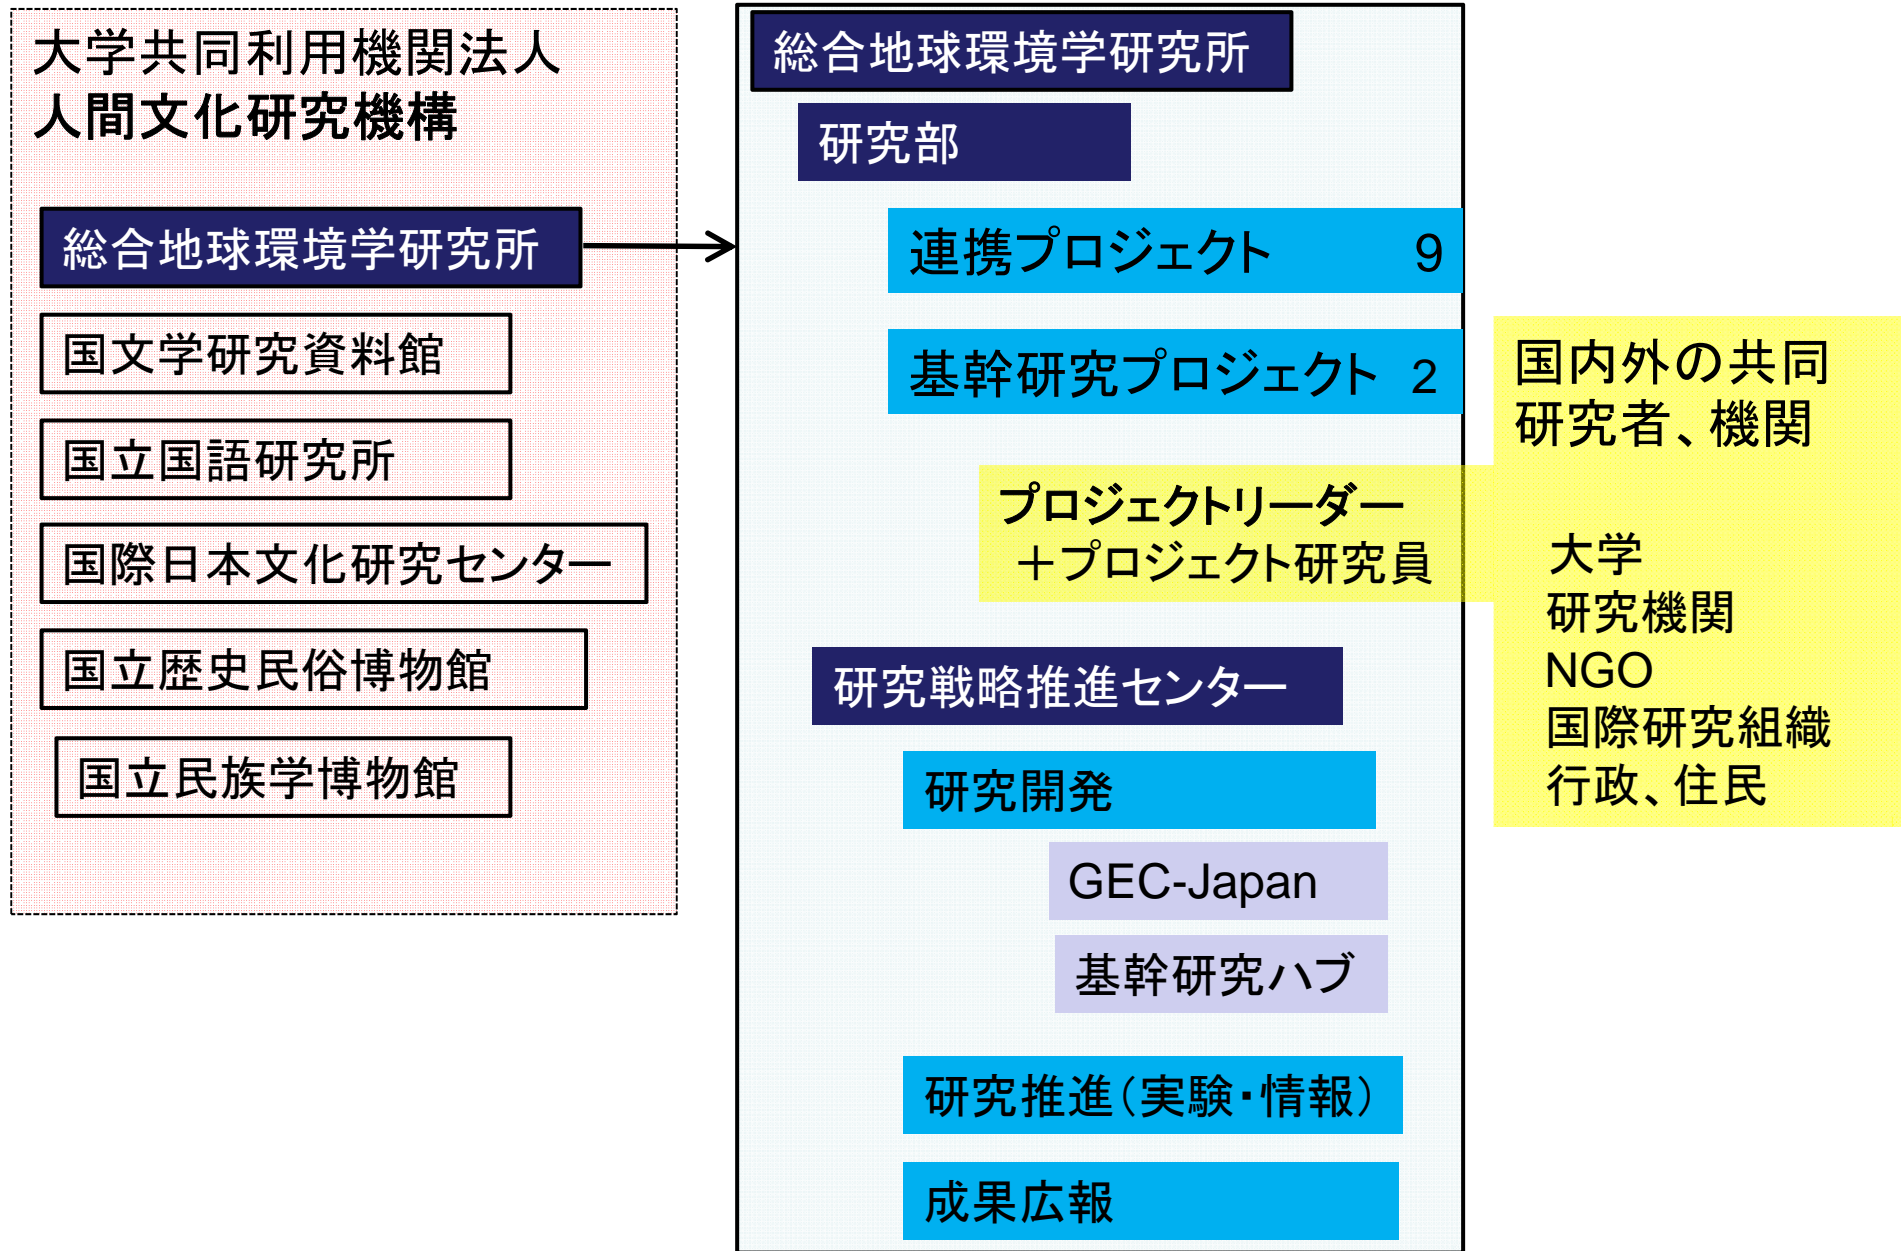 大学共同利用機関法人
人間文化研究機構
総合地球環境学研究所
国文学研究資料館
国立国語研究所
国際日本文化研究センター
国立歴史民俗博物館
国立民族学博物館
総合地球環境学研究所
研究部
連携プロジェクト 9
基幹研究プロジェクト 2
プロジェクトリーダー
＋プロジェクト研究員
研究戦略推進センター
研究開発
GEC-Japan
基幹研究ハブ
研究推進（実験・情報）
成果広報
国内外の共同
研究者、機関
大学
研究機関
NGO
国際研究組織
行政、住民